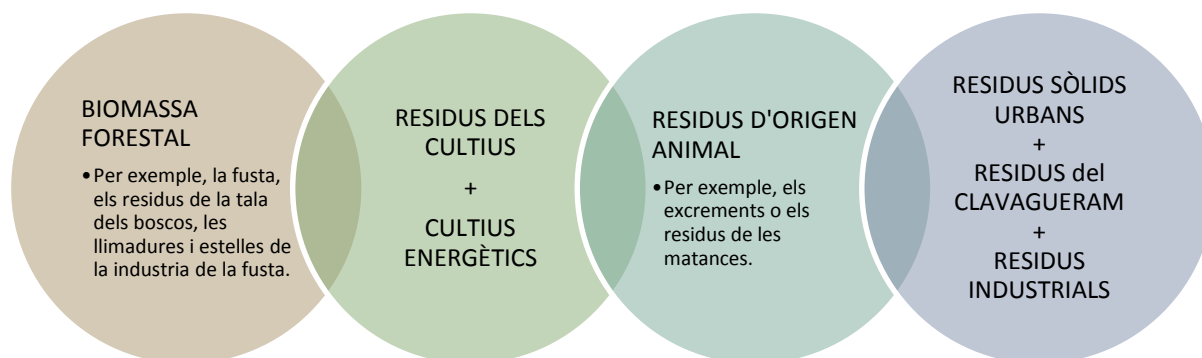 BIOMASSA
FORESTAL
•Per exemple, la fusta,
els residus de la tala
dels boscos, les
llimadures i estelles de
la industria de la fusta.
RESIDUS DELS
CULTIUS
+
CULTIUS
ENERGÈTICS
RESIDUS D'ORIGEN
ANIMAL
•Per exemple, els
excrements o els
residus de les
matances.
RESIDUS SÒLIDS
URBANS
+
RESIDUS del
CLAVAGUERAM
+
RESIDUS
INDUSTRIALS